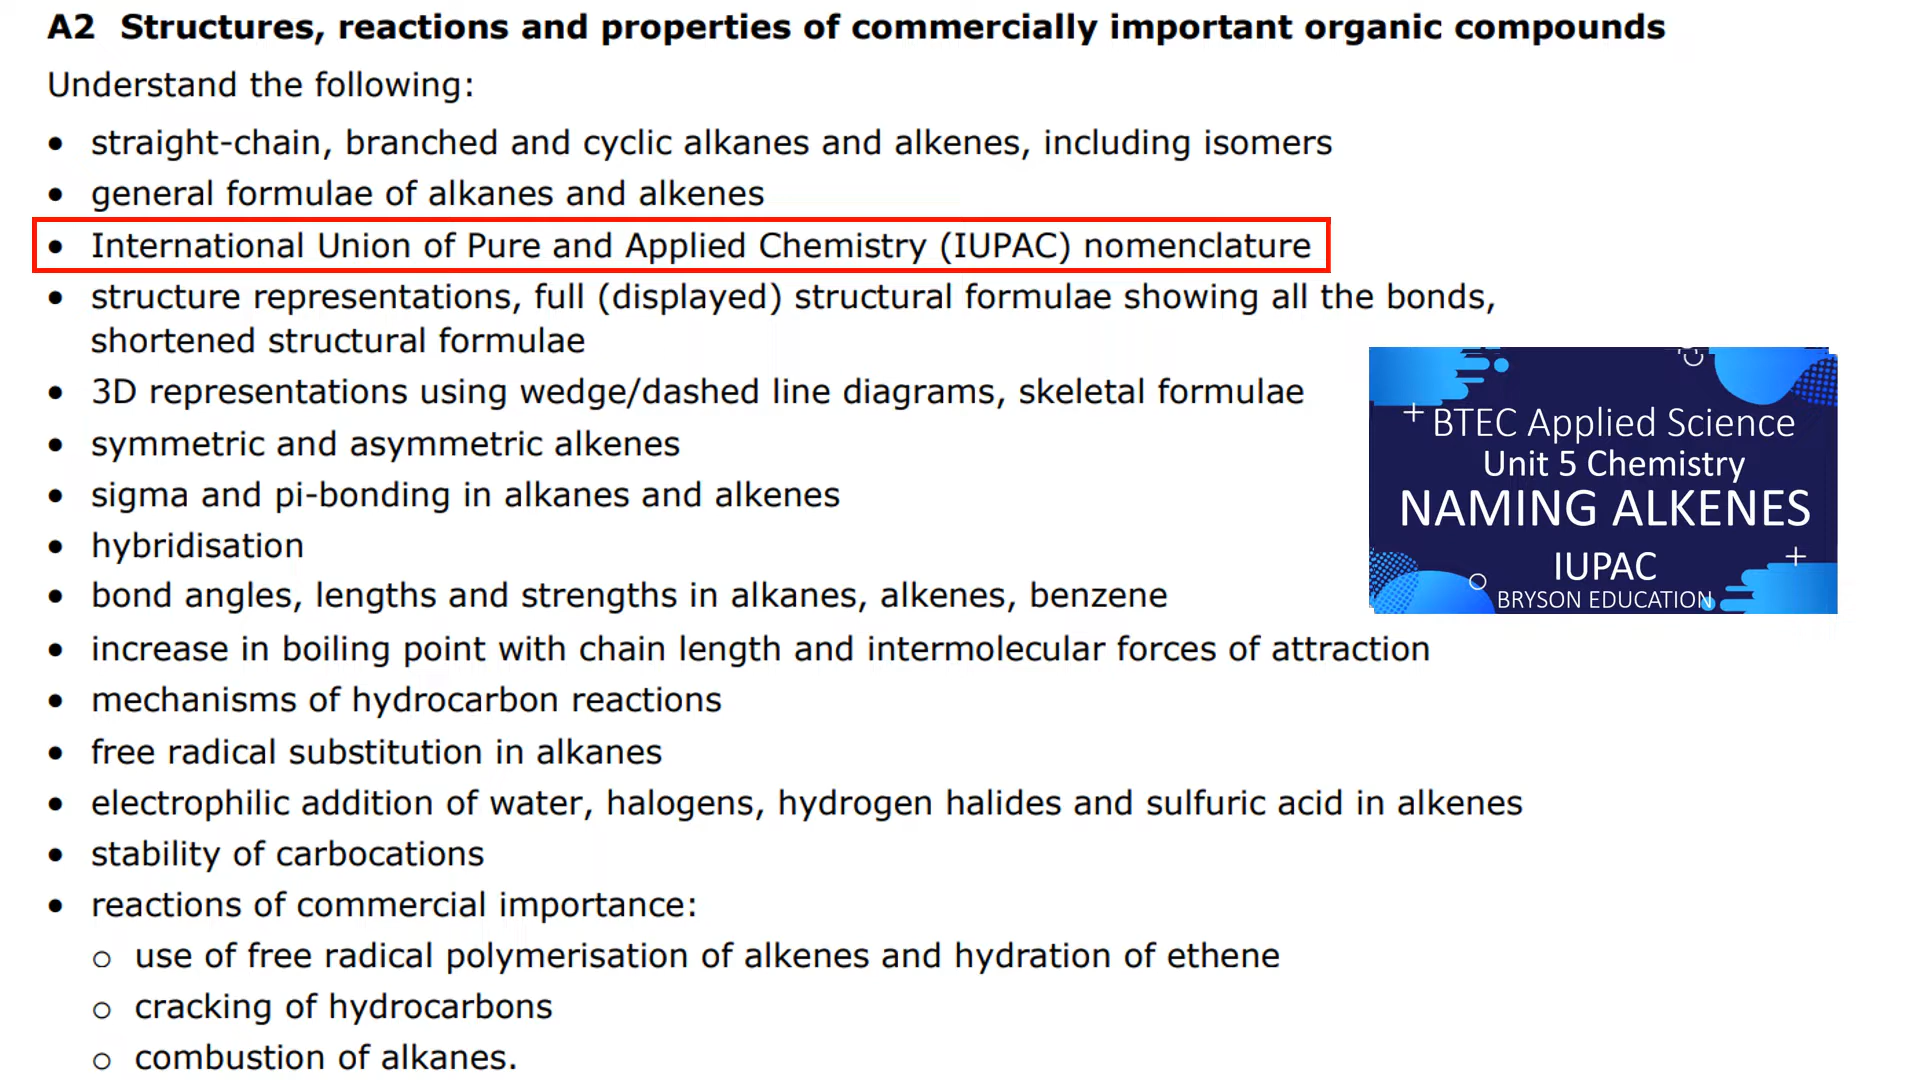 A2 Structures, reactions and properties of commercially important organic compounds
Understand the following:
• straight-chain, branched and cyclic alkanes and alkenes, including isomers
• general formulae of alkanes and alkenes
• International Union of Pure and Applied Chemistry (IUPAC) nomenclature
• structure representations, full (displayed) structural formulae showing all the bonds,
shortened structural formulae
• 3D representations using wedge/dashed line diagrams, skeletal formulae
• symmetric and asymmetric alkenes
• sigma and pi-bonding in alkanes and alkenes
• hybridisation
• bond angles, lengths and strengths in alkanes, alkenes, benzene
• increase in boiling point with chain length and intermolecular forces of attraction
• mechanisms of hydrocarbon reactions
• free radical substitution in alkanes
• electrophilic addition of water, halogens, hydrogen halides and sulfuric acid in alkenes
• stability of carbocations
• reactions of commercial importance:
o use of free radical polymerisation of alkenes and hydration of ethene
o cracking of hydrocarbons
o combustion of alkanes.
BTEC Applied Science
Unit 5 Chemistry
NAMING ALKENES
IUPAC
BRYSON EDUCATION